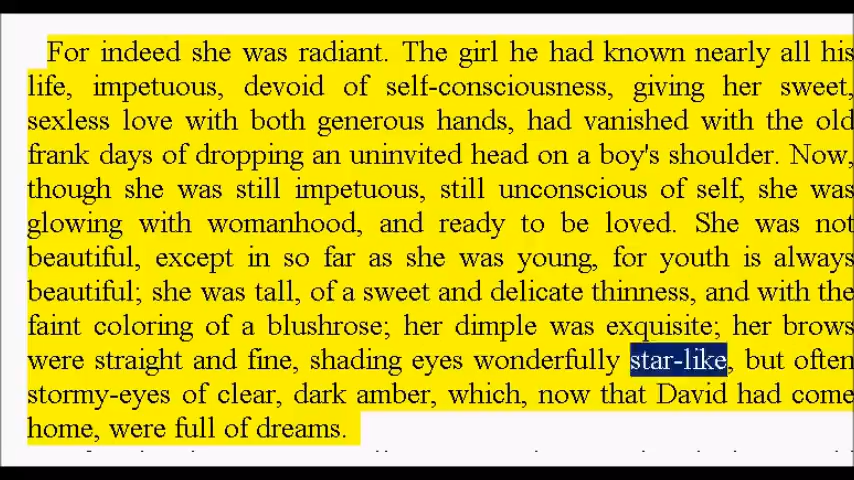 For indeed she was radiant. The girl he had known nearly all his
life, impetuous, devoid of self-consciousness, giving her sweet,
sexless love with both generous hands, had vanished with the old
frank days of dropping an uninvited head on a boy's shoulder. Now,
though she was still impetuous, still unconscious of self, she was
glowing with womanhood, and ready to be loved. She was not
beautiful, except in so far as she was young, for youth is always
beautiful; she was tall, of a sweet and delicate thinness, and with the
faint coloring of a blushrose; her dimple was exquisite; her brows
were straight and fine, shading eyes wonderfully star-like, but often
stormy-eyes of clear, dark amber, which, now that David had come
home, were full of dreams.